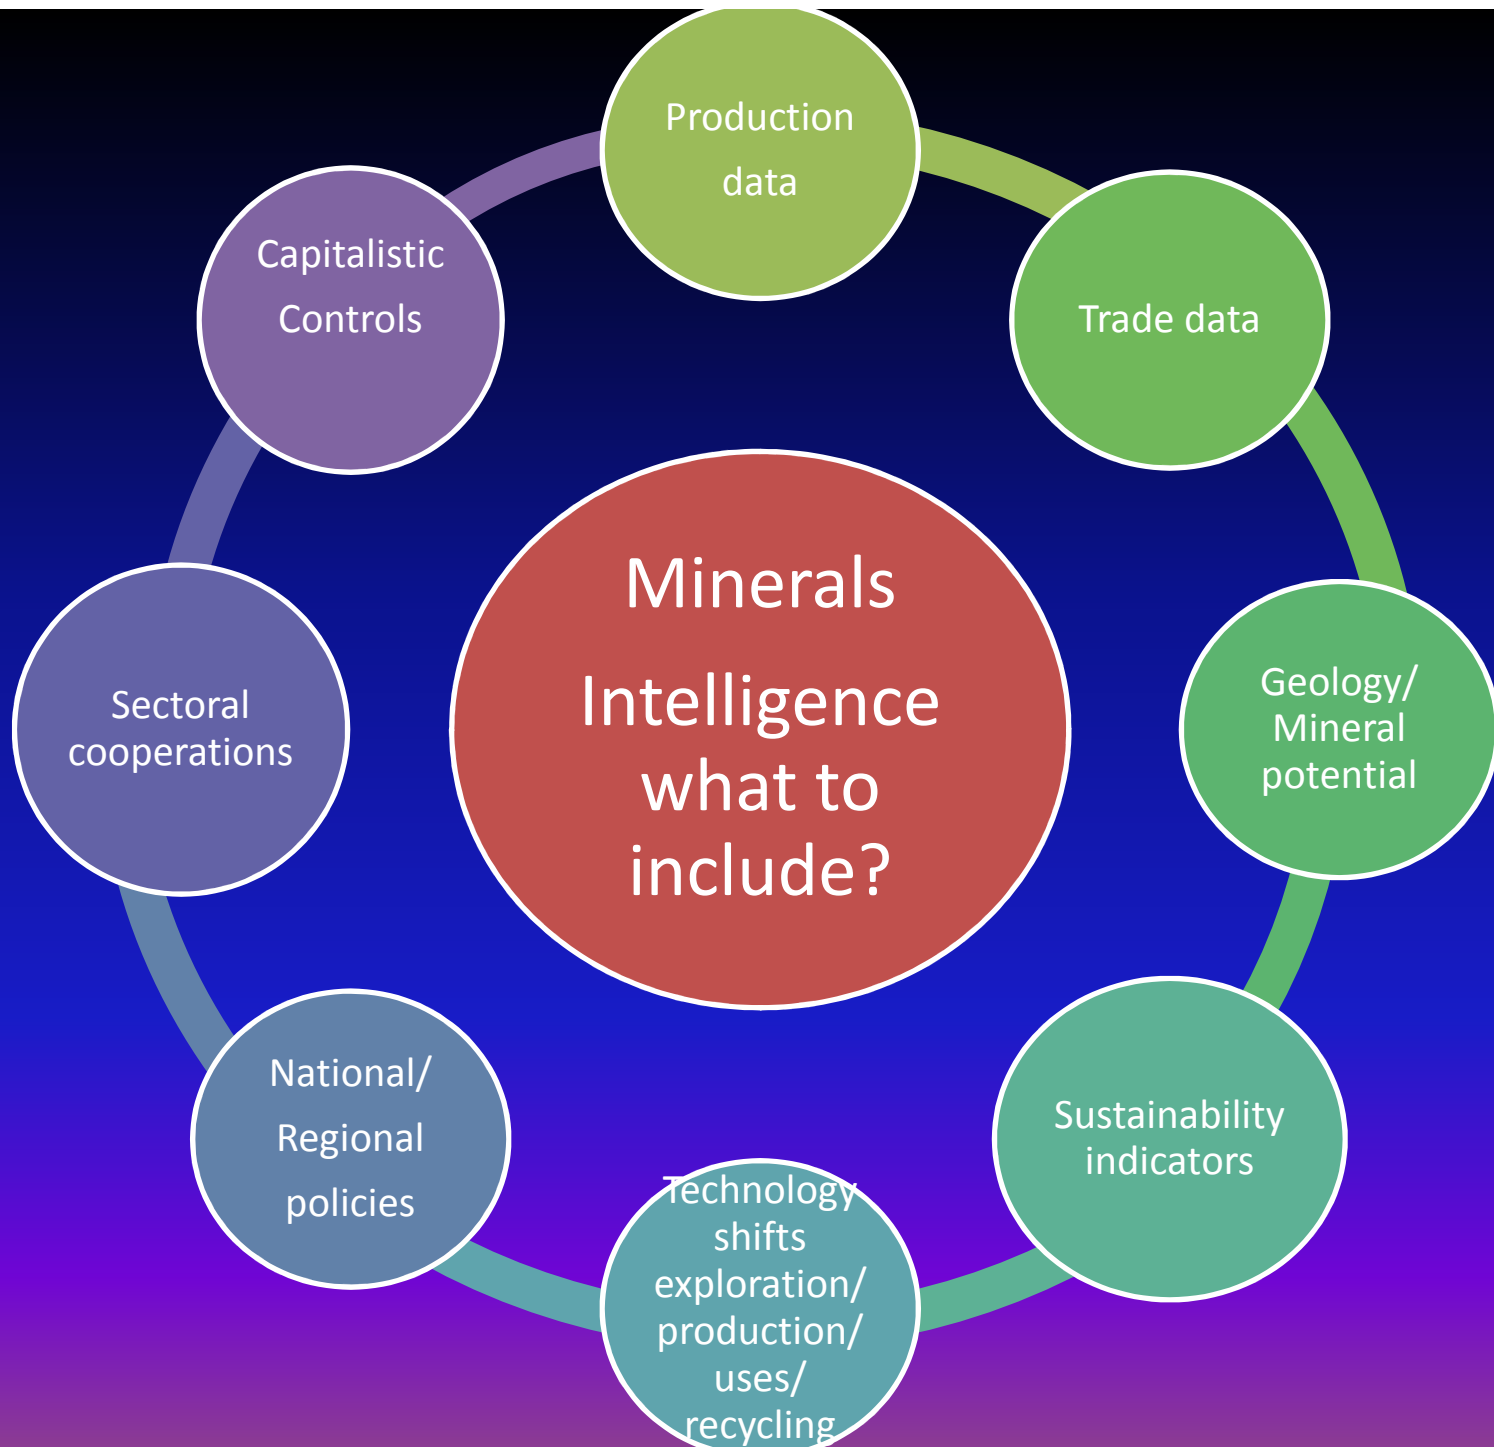 Production
data
Trade data
Geology/
Mineral
potential
Sustainability
indicators
Technology
shifts
exploration/
production/
uses/
recycling
National/
Regional
policies
Sectoral
cooperations
Capitalistic
Controls
Minerals
Intelligence
what to
include?